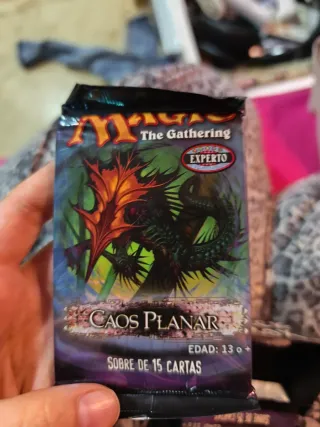 MAGIC
The Gathering
EXPERTO
CAOS PLANAR
EDAD: 13 o +
SOBRE DE 15 CARTAS